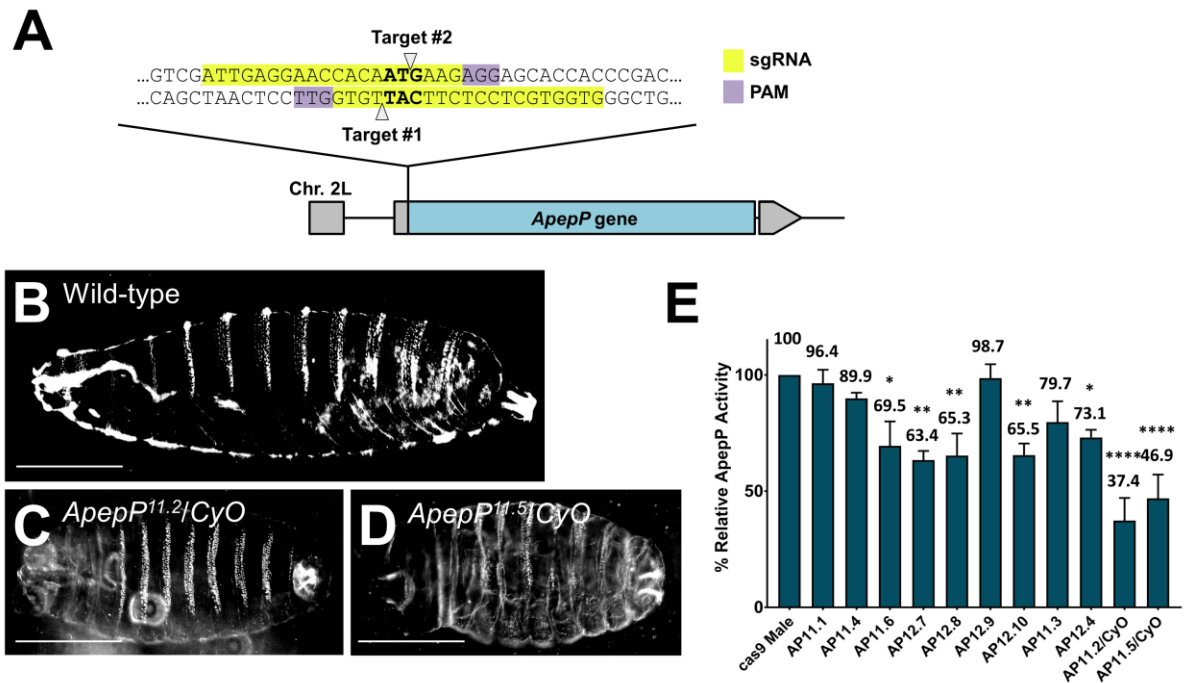 A
Target #2
...GTCGATTGAGGAACCACAATGAAGAGGAGCACCACCCGAC...
...CAGCTAACTCCTTGGTGTTACTTCTCCTCGTGGTGGGCTG...
Target #1
sgRNA
PAM
Chr. 2L
ApepP gene
B Wild-type
C ApepP11.2/CyO
D ApepP11.5/CyO
E
% Relative ApepP Activity
100
50
0
100
96.4
89.9
*
69.5
**
63.4
**
65.3
98.7
**
65.5
79.7
*
73.1
****
37.4
****
46.9
cas9 Male
AP11.1
AP11.4
AP11.6
AP12.7
AP12.8
AP12.9
AP12.10
AP11.3
AP12.4
AP11.2/CyO
AP11.5/CyO